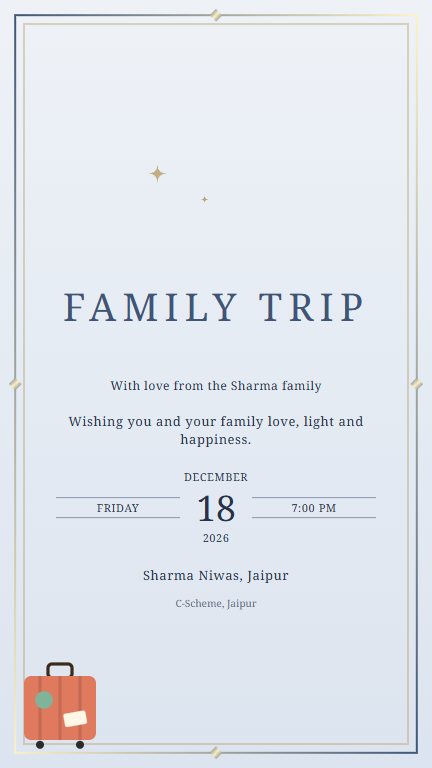 FAMILY TRIP
With love from the Sharma family
Wishing you and your family love, light and
happiness.
DECEMBER
FRIDAY 18 7:00 PM
2026
Sharma Niwas, Jaipur
C-Scheme, Jaipur